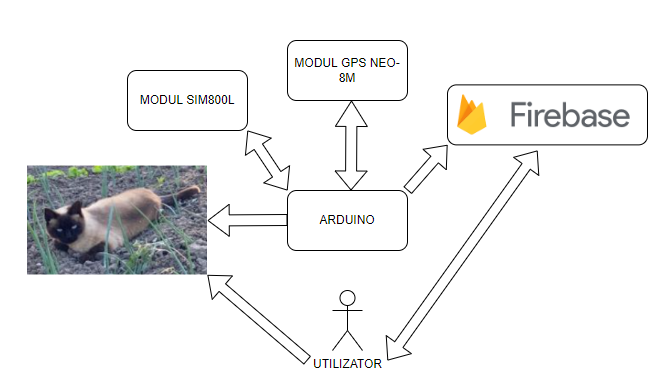 MODUL GPS NEO-
8M
MODUL SIM800L
Firebase
ARDUINO
UTILIZATOR